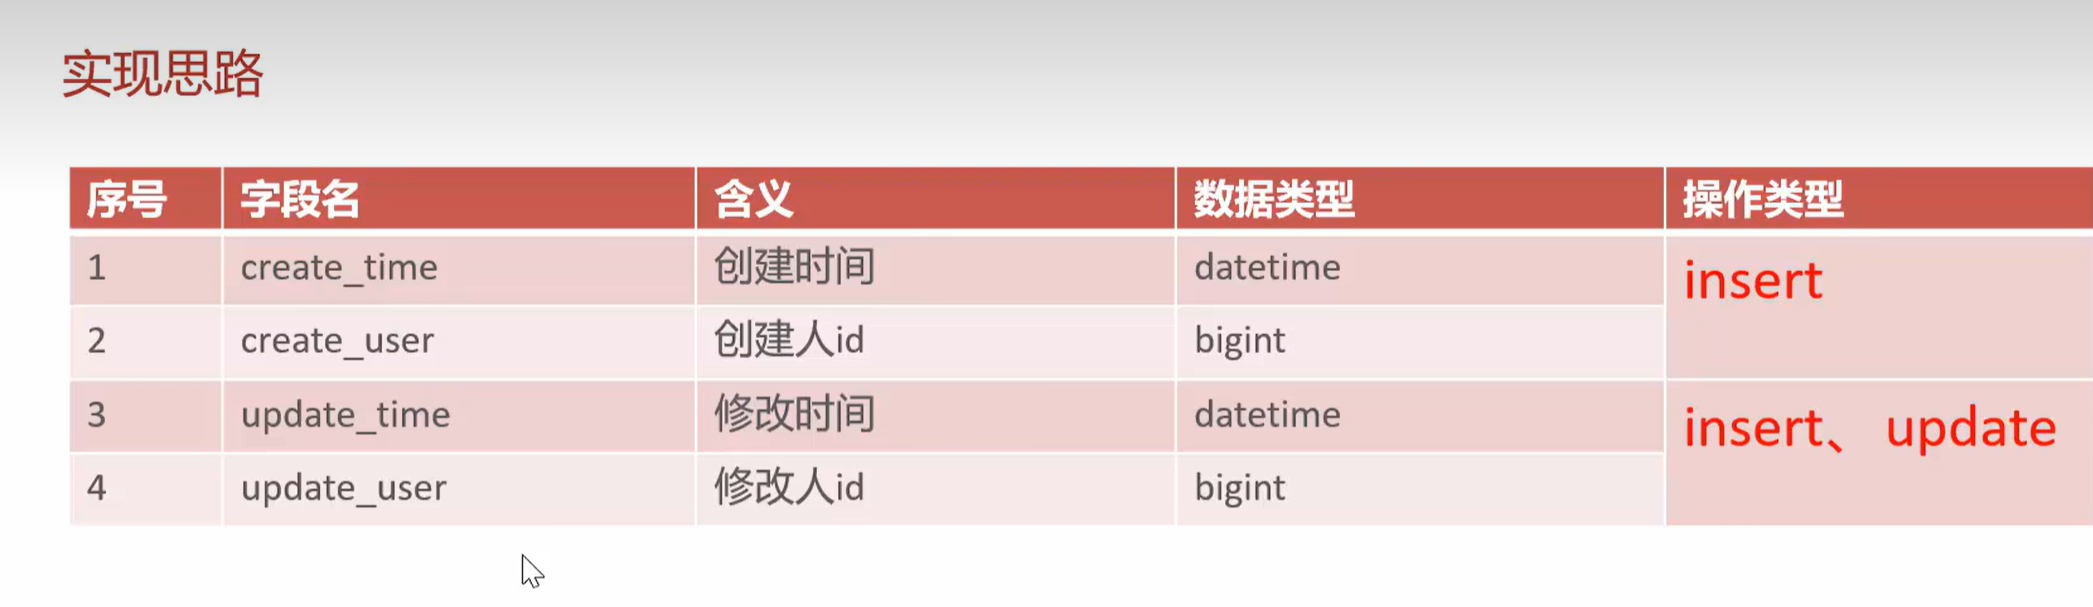 实现思路
序号 字段名 含义 数据类型 操作类型
1 create_time 创建时间 datetime insert
2 create_user 创建人id bigint
3 update_time 修改时间 datetime insert、 update
4 update_user 修改人id bigint